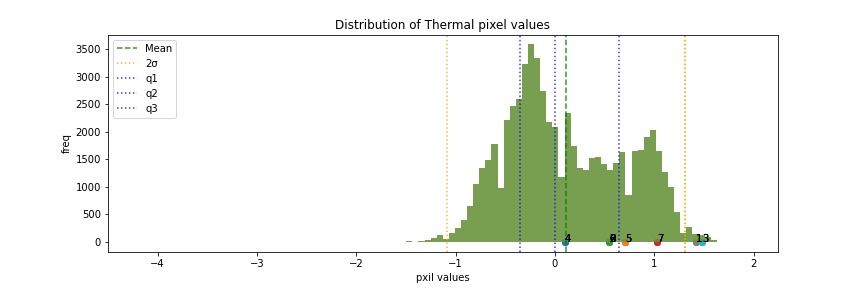 Distribution of Thermal pixel values
Mean
2σ
q1
q2
q3
freq
3500
3000
2500
2000
1500
1000
500
0
4
5
7
−4
−3
−2
−1
0
1
2
pxil values